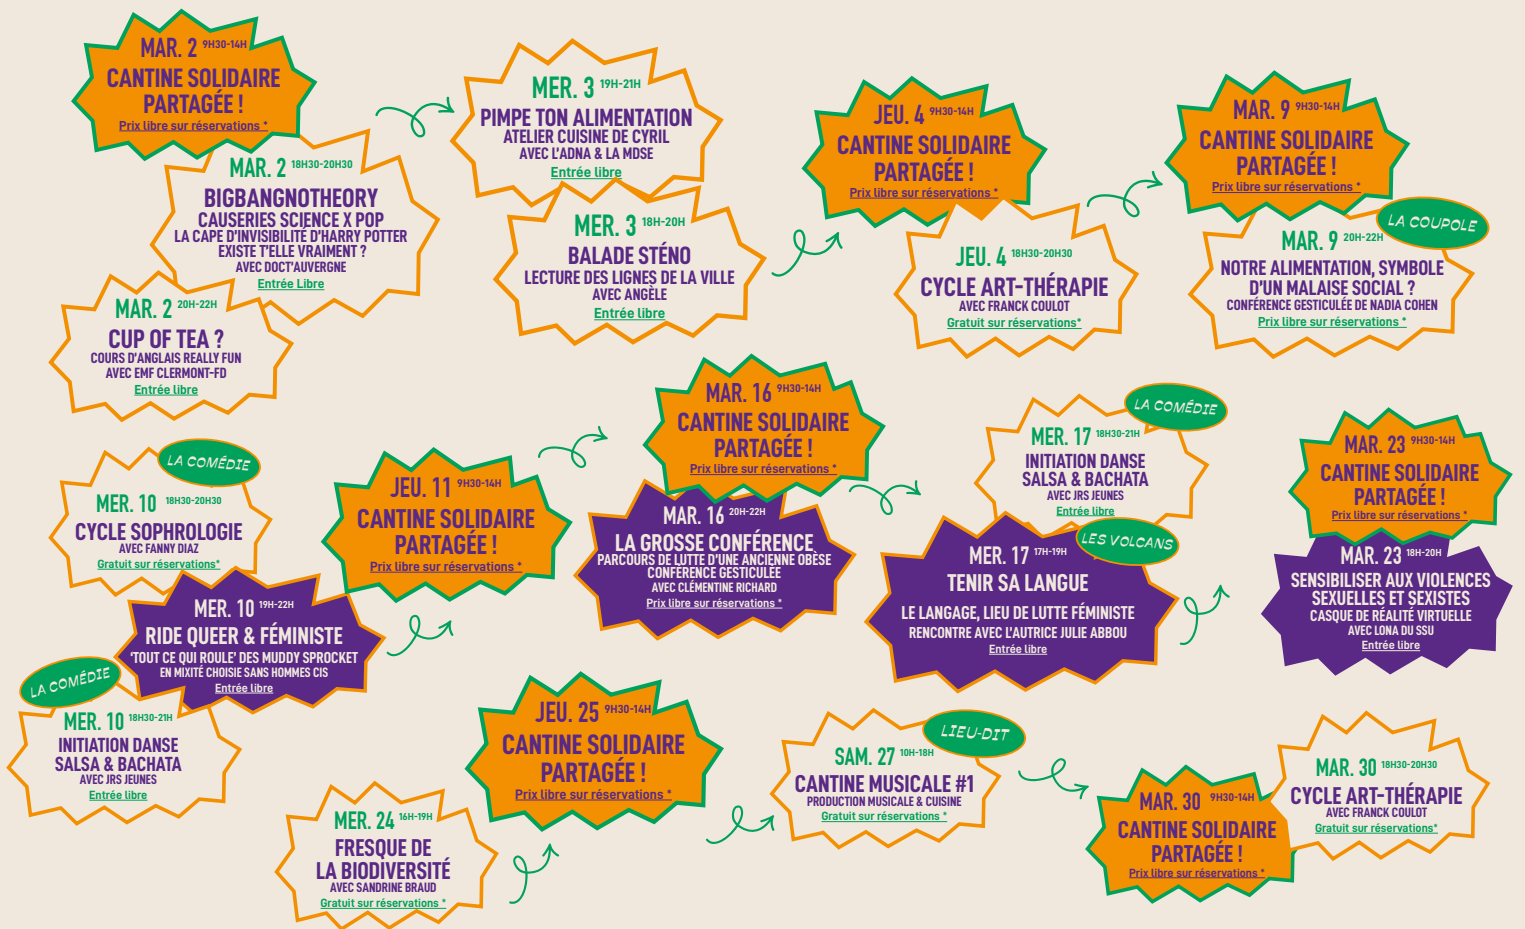 MAR. 2 9H30-14H
CANTINE SOLIDAIRE
PARTAGÉE !
Prix libre sur réservations *
MAR. 2 18H30-20H30
BIGBANGNOTHEORY
CAUSERIES SCIENCE X POP
LA CAPE D'INVISIBILITÉ D'HARRY POTTER
EXISTE T'ELLE VRAIMENT ?
AVEC DOCT'AUVERGNE
Entrée Libre
MAR. 2 20H-22H
CUP OF TEA ?
COURS D'ANGLAIS REALLY FUN
AVEC EMF CLERMONT-FD
Entrée libre
MER. 3 19H-21H
PIMPE TON ALIMENTATION
ATELIER CUISINE DE CYRIL
AVEC L'ADNA & LA MDSE
Entrée libre
MER. 3 18H-20H
BALADE STÉNO
LECTURE DES LIGNES DE LA VILLE
AVEC ANGÈLE
Entrée libre
JEU. 4 9H30-14H
CANTINE SOLIDAIRE
PARTAGÉE !
Prix libre sur réservations *
JEU. 4 18H30-20H30
CYCLE ART-THÉRAPIE
AVEC FRANCK COULOT
Gratuit sur réservations*
MAR. 9 9H30-14H
CANTINE SOLIDAIRE
PARTAGÉE !
Prix libre sur réservations *
LA COUPOLE
MAR. 9 20H-22H
NOTRE ALIMENTATION, SYMBOLE
D'UN MALAISE SOCIAL ?
CONFÉRENCE GESTICULÉE DE NADIA COHEN
Prix libre sur réservations *
LA COMÉDIE
MER. 10 18H30-20H30
CYCLE SOPHROLOGIE
AVEC FANNY DIAZ
Gratuit sur réservations*
MER. 10 19H-22H
RIDE QUEER & FÉMINISTE
'TOUT CE QUI ROULE' DES MUDDY SPROCKET
EN MIXITÉ CHOISIE SANS HOMMES CIS
Entrée libre
LA COMÉDIE
MER. 10 18H30-21H
INITIATION DANSE
SALSA & BACHATA
AVEC JRS JEUNES
Entrée libre
JEU. 11 9H30-14H
CANTINE SOLIDAIRE
PARTAGÉE !
Prix libre sur réservations *
MAR. 16 9H30-14H
CANTINE SOLIDAIRE
PARTAGÉE !
Prix libre sur réservations *
MAR. 16 20H-22H
LA GROSSE CONFÉRENCE
PARCOURS DE LUTTE D'UNE ANCIENNE OBÈSE
CONFÉRENCE GESTICULÉE
AVEC CLÉMENTINE RICHARD
Prix libre sur réservations *
LA COMÉDIE
MER. 17 18H30-21H
INITIATION DANSE
SALSA & BACHATA
AVEC JRS JEUNES
Entrée libre
LES VOLCANS
MER. 17 17H-19H
TENIR SA LANGUE
LE LANGAGE, LIEU DE LUTTE FÉMINISTE
RENCONTRE AVEC L'AUTRICE JULIE ABBOU
Entrée libre
MAR. 23 9H30-14H
CANTINE SOLIDAIRE
PARTAGÉE !
Prix libre sur réservations *
MAR. 23 18H-20H
SENSIBILISER AUX VIOLENCES
SEXUELLES ET SEXISTES
CASQUE DE RÉALITÉ VIRTUELLE
AVEC LONA DU SSU
Entrée libre
MER. 24 16H-19H
FRESQUE DE
LA BIODIVERSITÉ
AVEC SANDRINE BRAUD
Gratuit sur réservations *
JEU. 25 9H30-14H
CANTINE SOLIDAIRE
PARTAGÉE !
Prix libre sur réservations *
LIEU-DIT
SAM. 27 10H-18H
CANTINE MUSICALE #1
PRODUCTION MUSICALE & CUISINE
Gratuit sur réservations *
MAR. 30 9H30-14H
CANTINE SOLIDAIRE
PARTAGÉE !
Prix libre sur réservations *
MAR. 30 18H30-20H30
CYCLE ART-THÉRAPIE
AVEC FRANCK COULOT
Gratuit sur réservations*